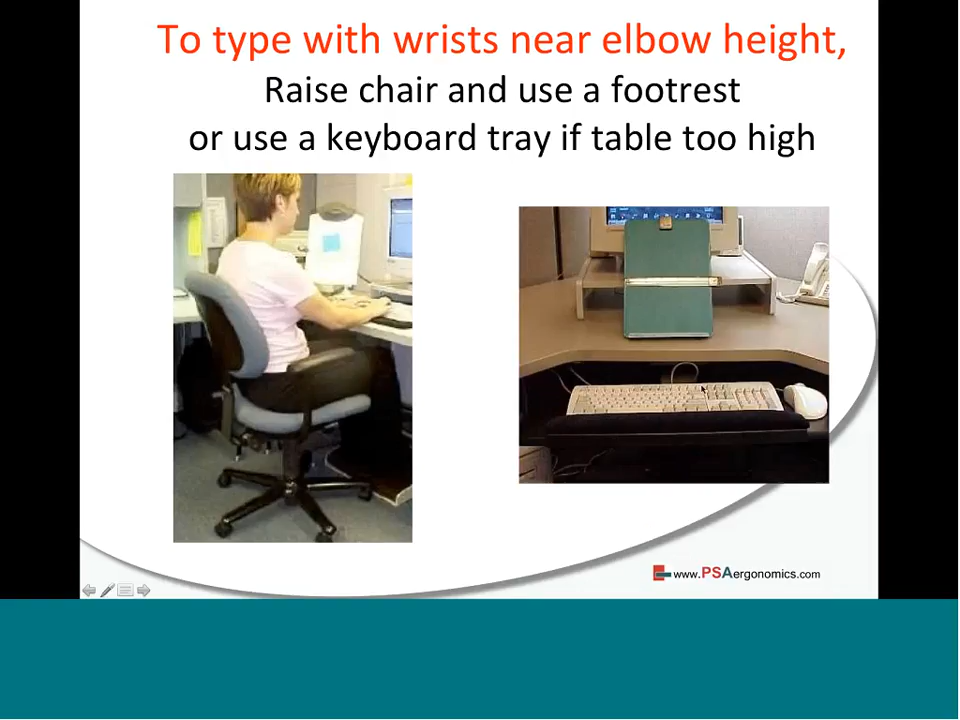 To type with wrists near elbow height,
Raise chair and use a footrest
or use a keyboard tray if table too high
www.PSAergonomics.com